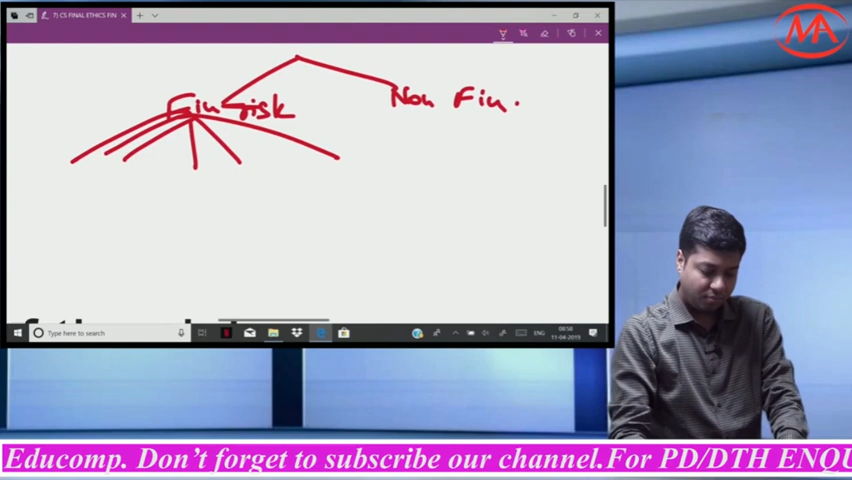 7) CS FINAL ETHICS FIN
MA
Fin risk
Non Fin.
Type here to search
ENG
08:58
11-04-2019
Educomp. Don't forget to subscribe our channel.For PD/DTH ENQU